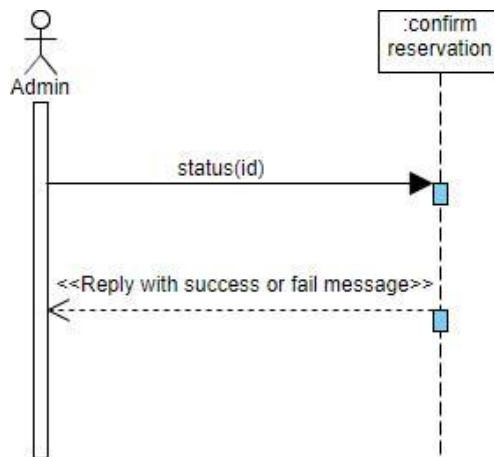 :confirm
reservation
Admin
status(id)
<<Reply with success or fail message>>